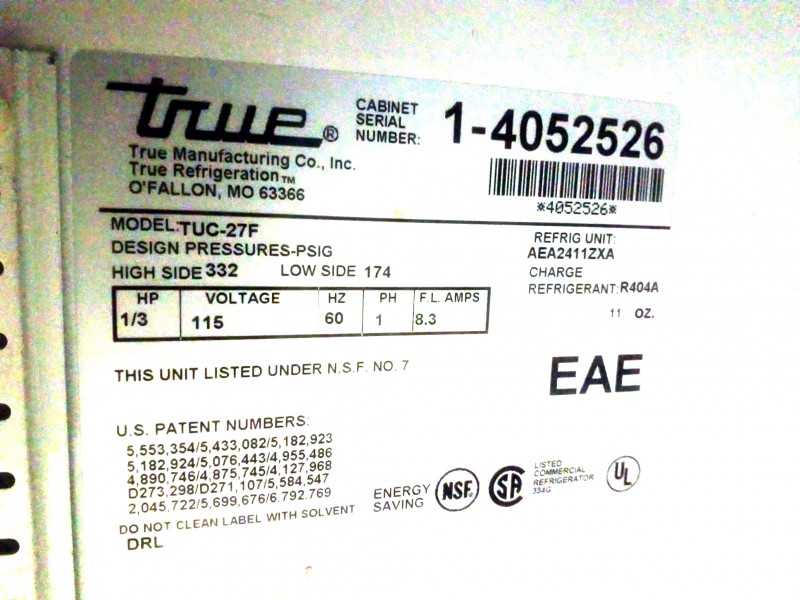 true®
True Manufacturing Co., Inc.
True Refrigeration™
O'FALLON, MO 63366
CABINET
SERIAL
NUMBER: 1-4052526
*4052526*
MODEL: TUC-27F
DESIGN PRESSURES-PSIG
HIGH SIDE 332 LOW SIDE 174
REFRIG UNIT:
AEA2411ZXA
CHARGE
REFRIGERANT: R404A
11 OZ.
HP VOLTAGE HZ PH F.L. AMPS
1/3 115 60 1 8.3
THIS UNIT LISTED UNDER N.S.F. NO. 7
EAE
U.S. PATENT NUMBERS:
5,553,354/5,433,082/5,182,923
5,182,924/5,076,443/4,955,486
4,890,746/4,875,745/4,127,968
D273,298/D271,107/5,584,547
2,045,722/5,699,676/6.792.769
DO NOT CLEAN LABEL WITH SOLVENT
DRL
ENERGY
SAVING
NSF®
SA
LISTED
COMMERCIAL
REFRIGERATOR
334G
UL